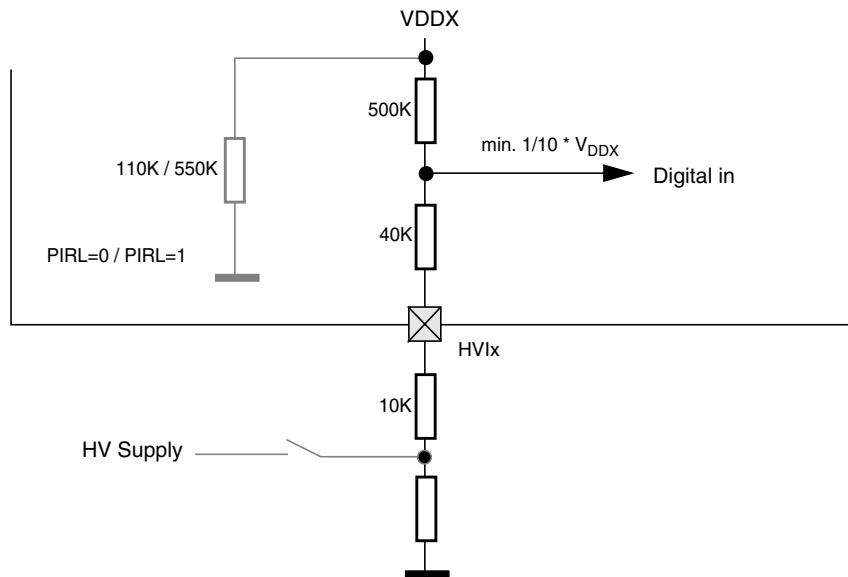 VDDX
500K
min. 1/10 * VDDX
110K / 550K
Digital in
40K
PIRL=0 / PIRL=1
HVIx
10K
HV Supply